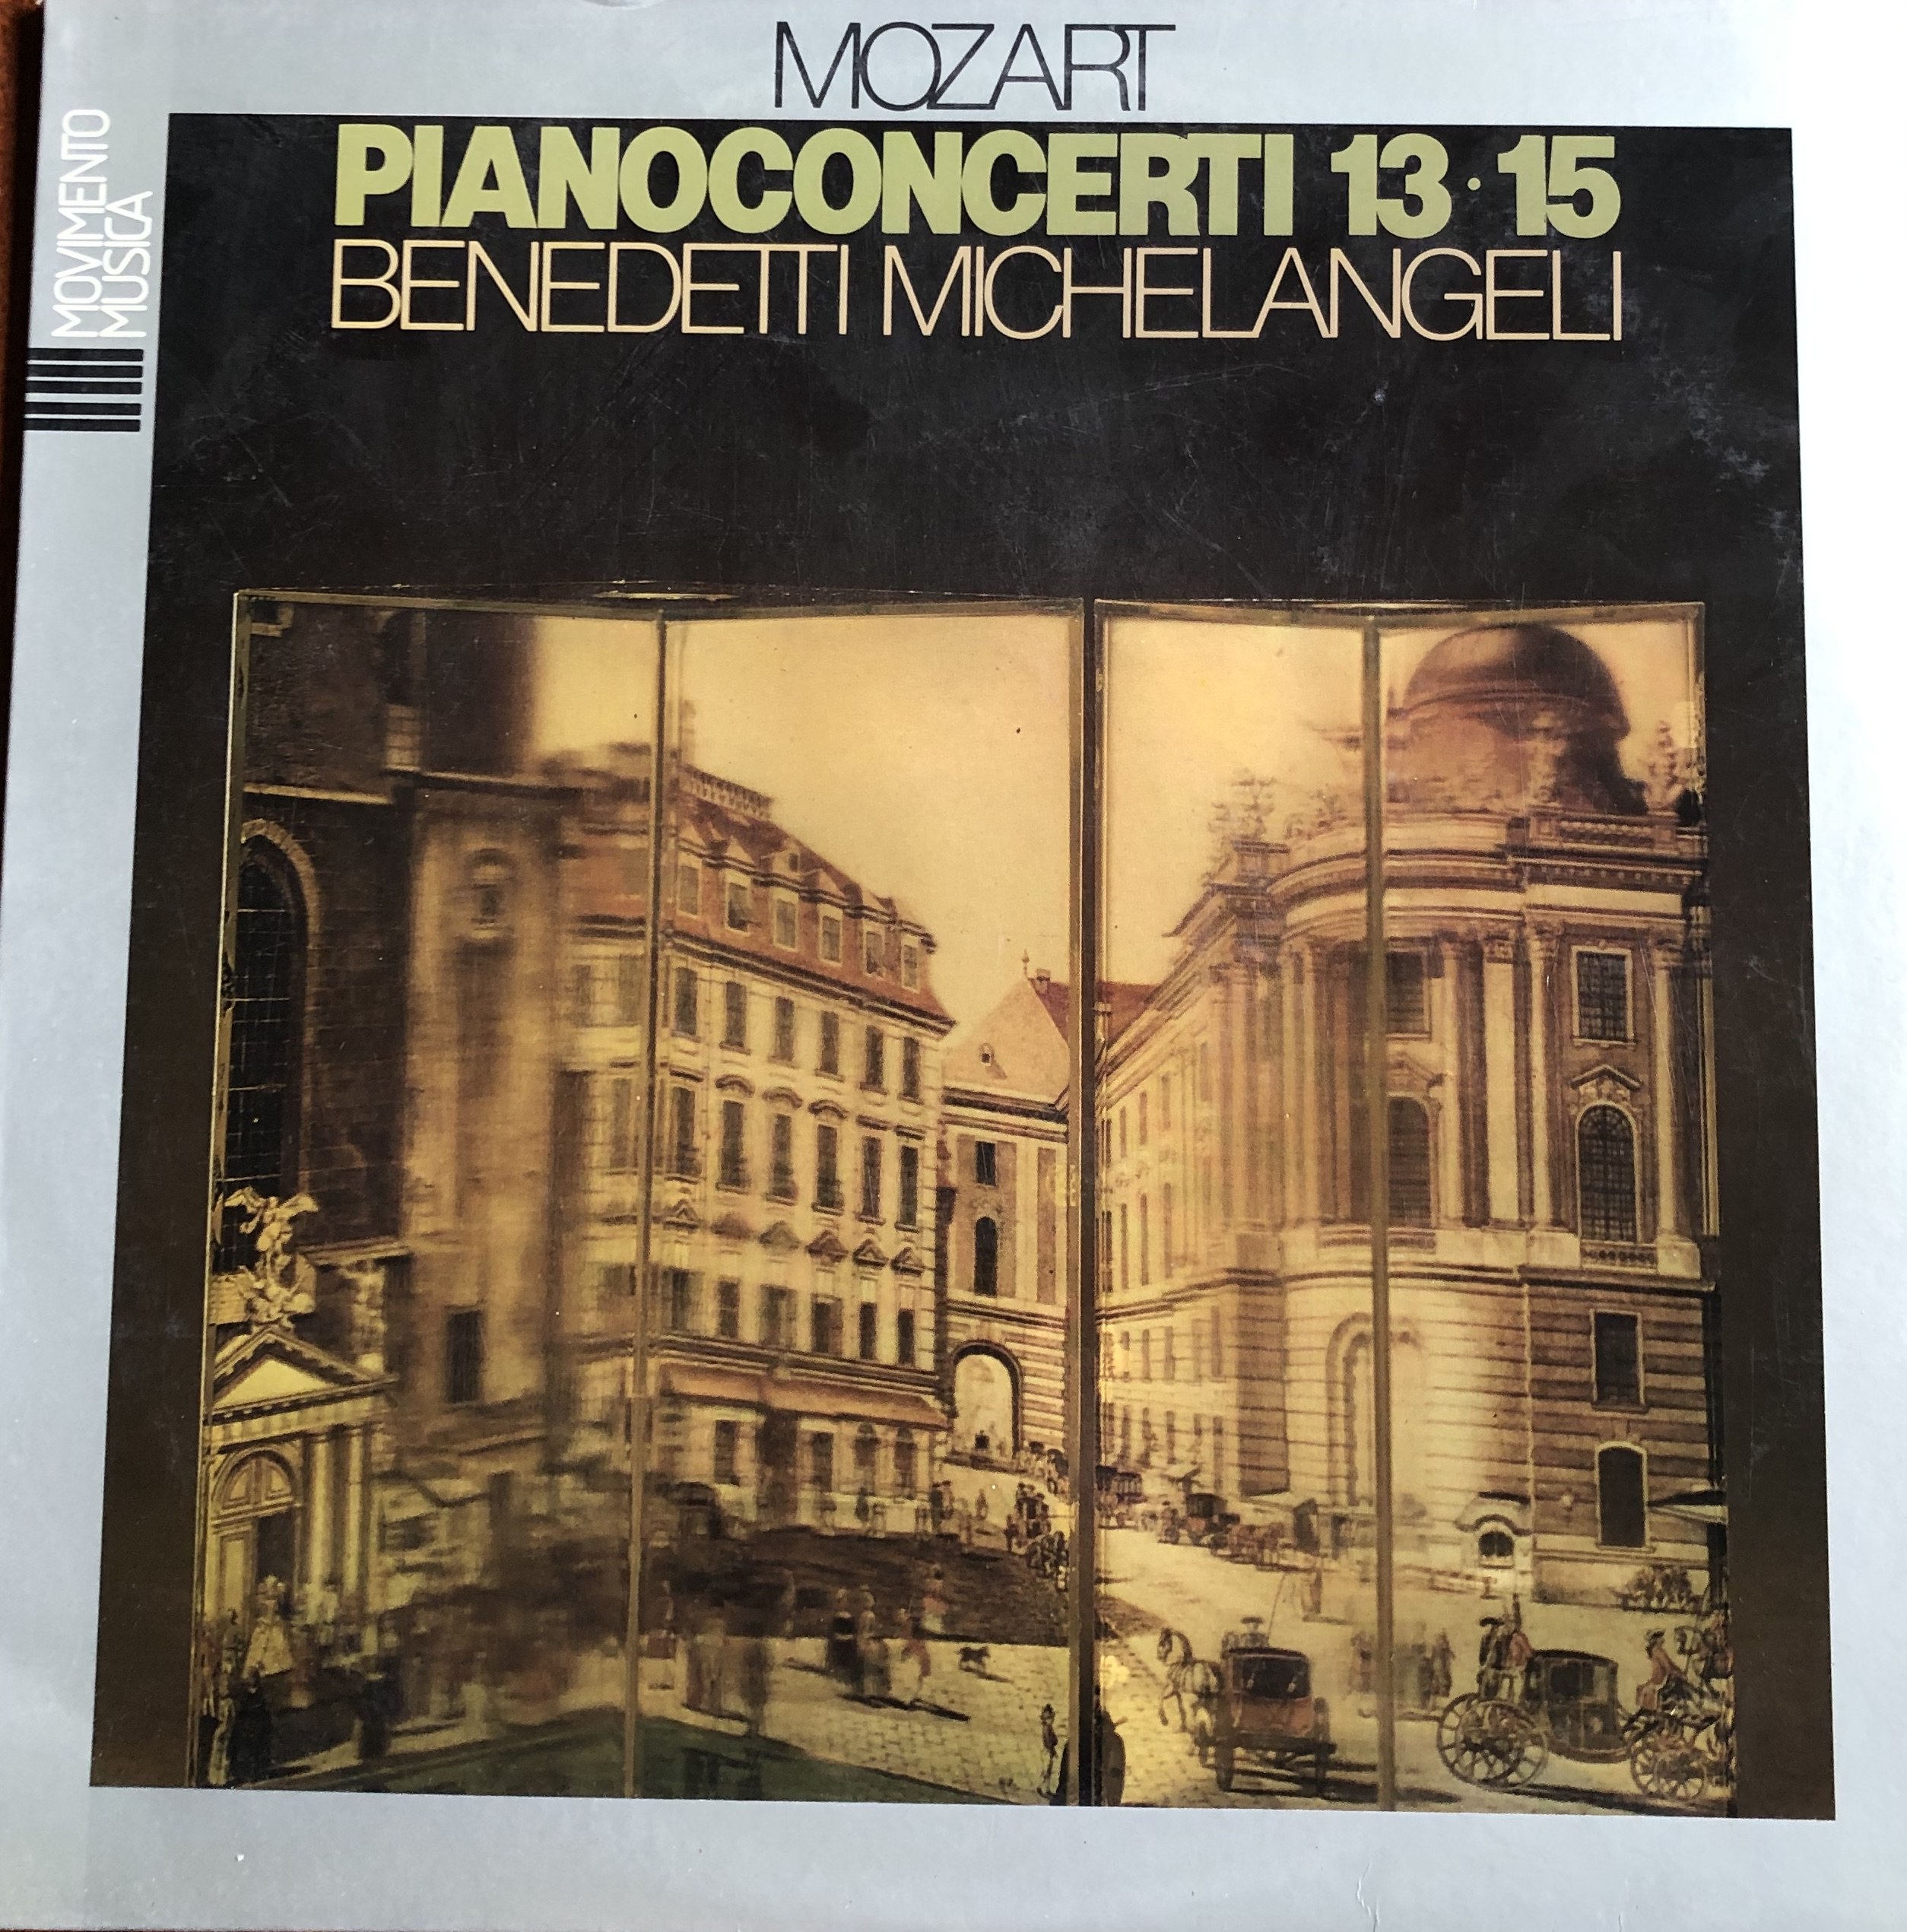 MOZART
PIANOCONCERTI 13·15
BENEDETTI MICHELANGELI
MOVIMENTO
MUSICA